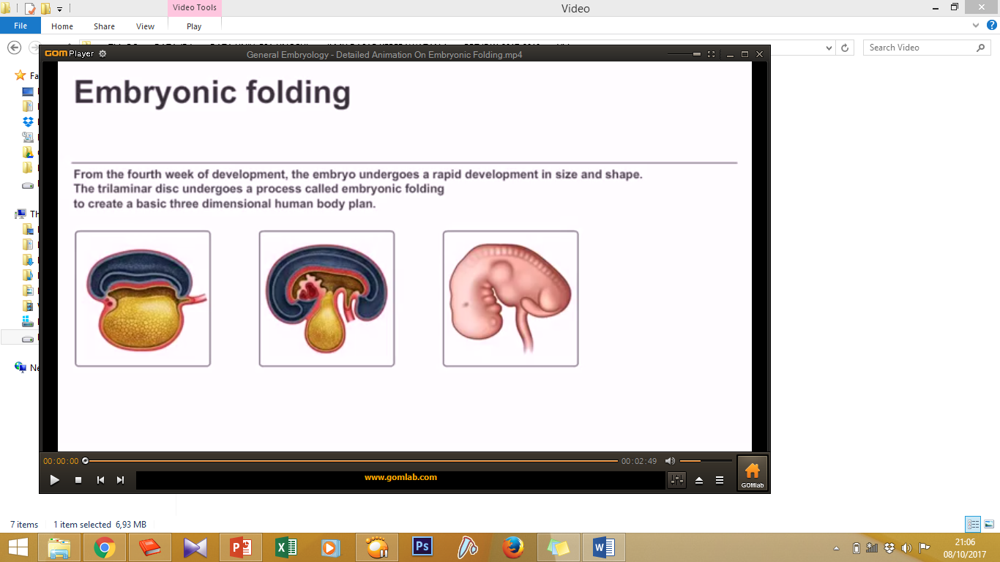 Video Tools
Video
File
Home
Share
View
Play
Search Video
GOM Player
General Embryology - Detailed Animation On Embryonic Folding.mp4
Embryonic folding
From the fourth week of development, the embryo undergoes a rapid development in size and shape.
The trilaminar disc undergoes a process called embryonic folding
to create a basic three dimensional human body plan.
00:00:00
00:02:49
www.gomlab.com
GOMlab
7 items
1 item selected 6,93 MB
21:06
08/10/2017